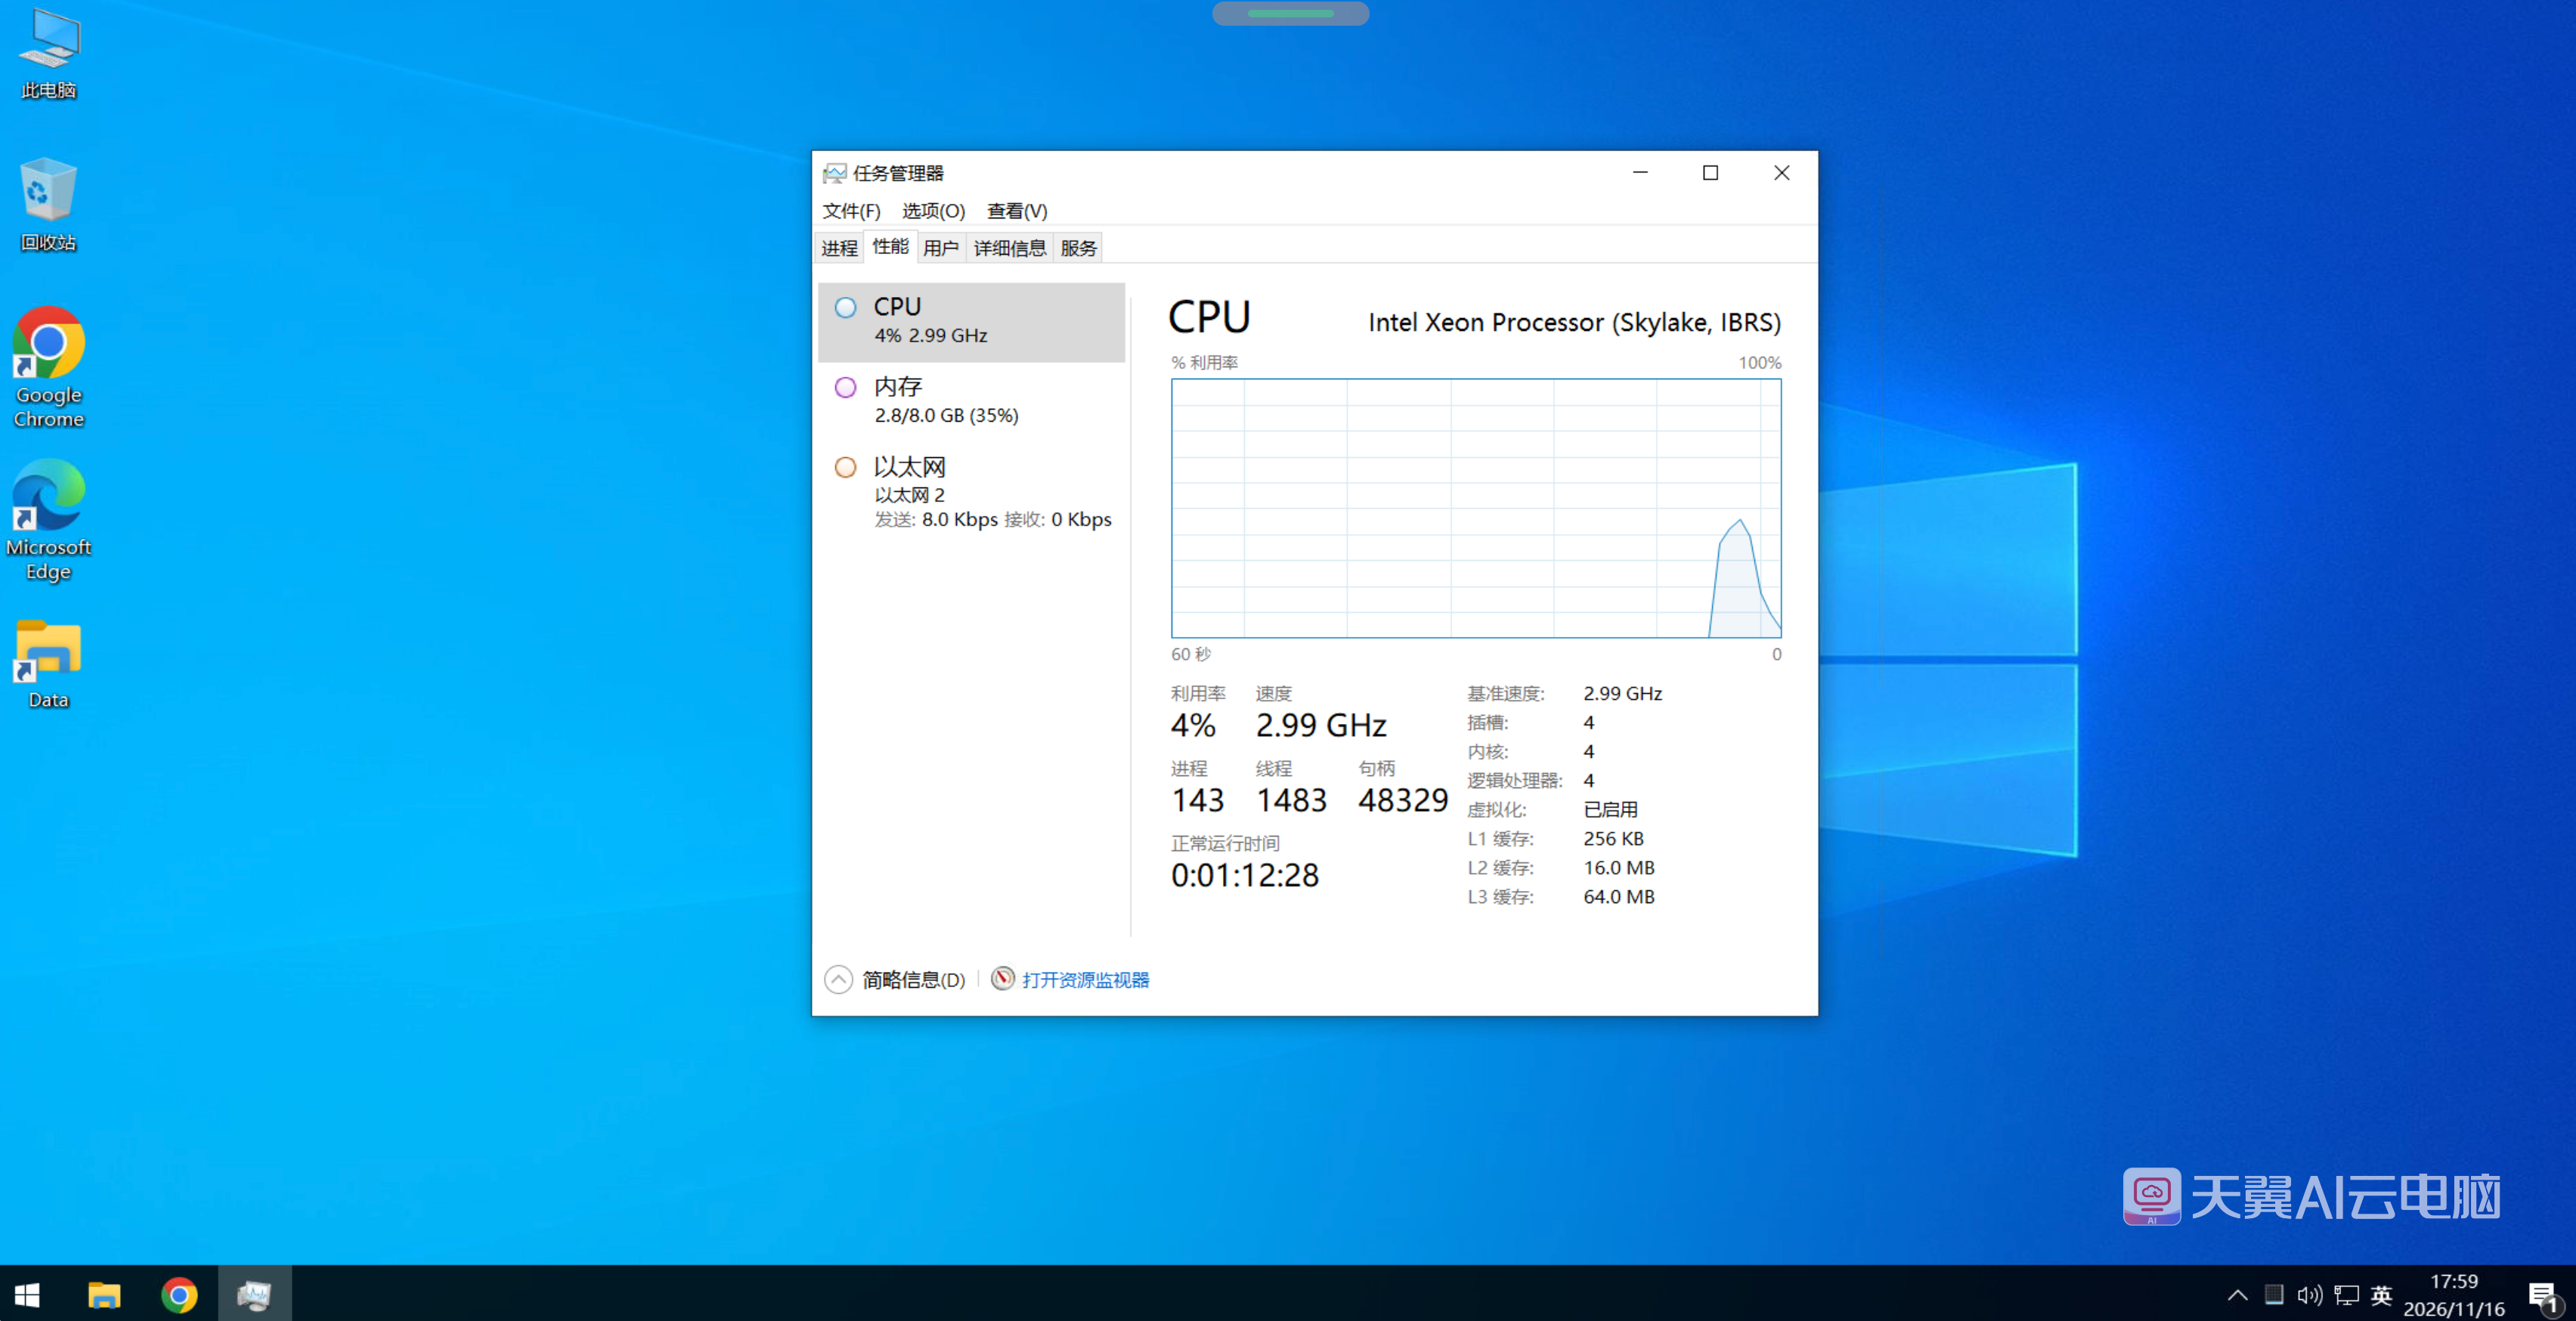 此电脑
回收站
Google
Chrome
Microsoft
Edge
Data
任务管理器
文件(F) 选项(O) 查看(V)
进程 性能 用户 详细信息 服务
CPU
4% 2.99 GHz
内存
2.8/8.0 GB (35%)
以太网
以太网 2
发送: 8.0 Kbps 接收: 0 Kbps
CPU Intel Xeon Processor (Skylake, IBRS)
% 利用率 100%
60 秒 0
利用率 速度
4% 2.99 GHz
进程 线程 句柄
143 1483 48329
正常运行时间
0:01:12:28
基准速度: 2.99 GHz
插槽: 4
内核: 4
逻辑处理器: 4
虚拟化: 已启用
L1 缓存: 256 KB
L2 缓存: 16.0 MB
L3 缓存: 64.0 MB
简略信息(D) 打开资源监视器
AI 天翼AI云电脑
英
17:59
2026/11/16
1